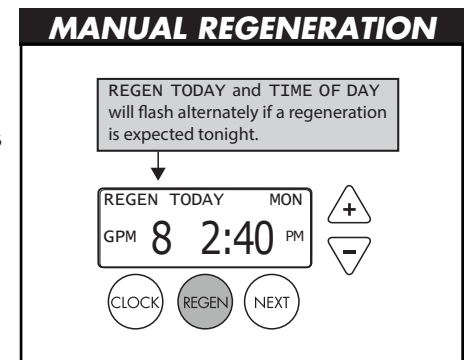 MANUAL REGENERATION
REGEN TODAY and TIME OF DAY
will flash alternately if a regeneration
is expected tonight.
REGEN TODAY MON
GPM 8 2:40 PM
+
−
CLOCK REGEN NEXT